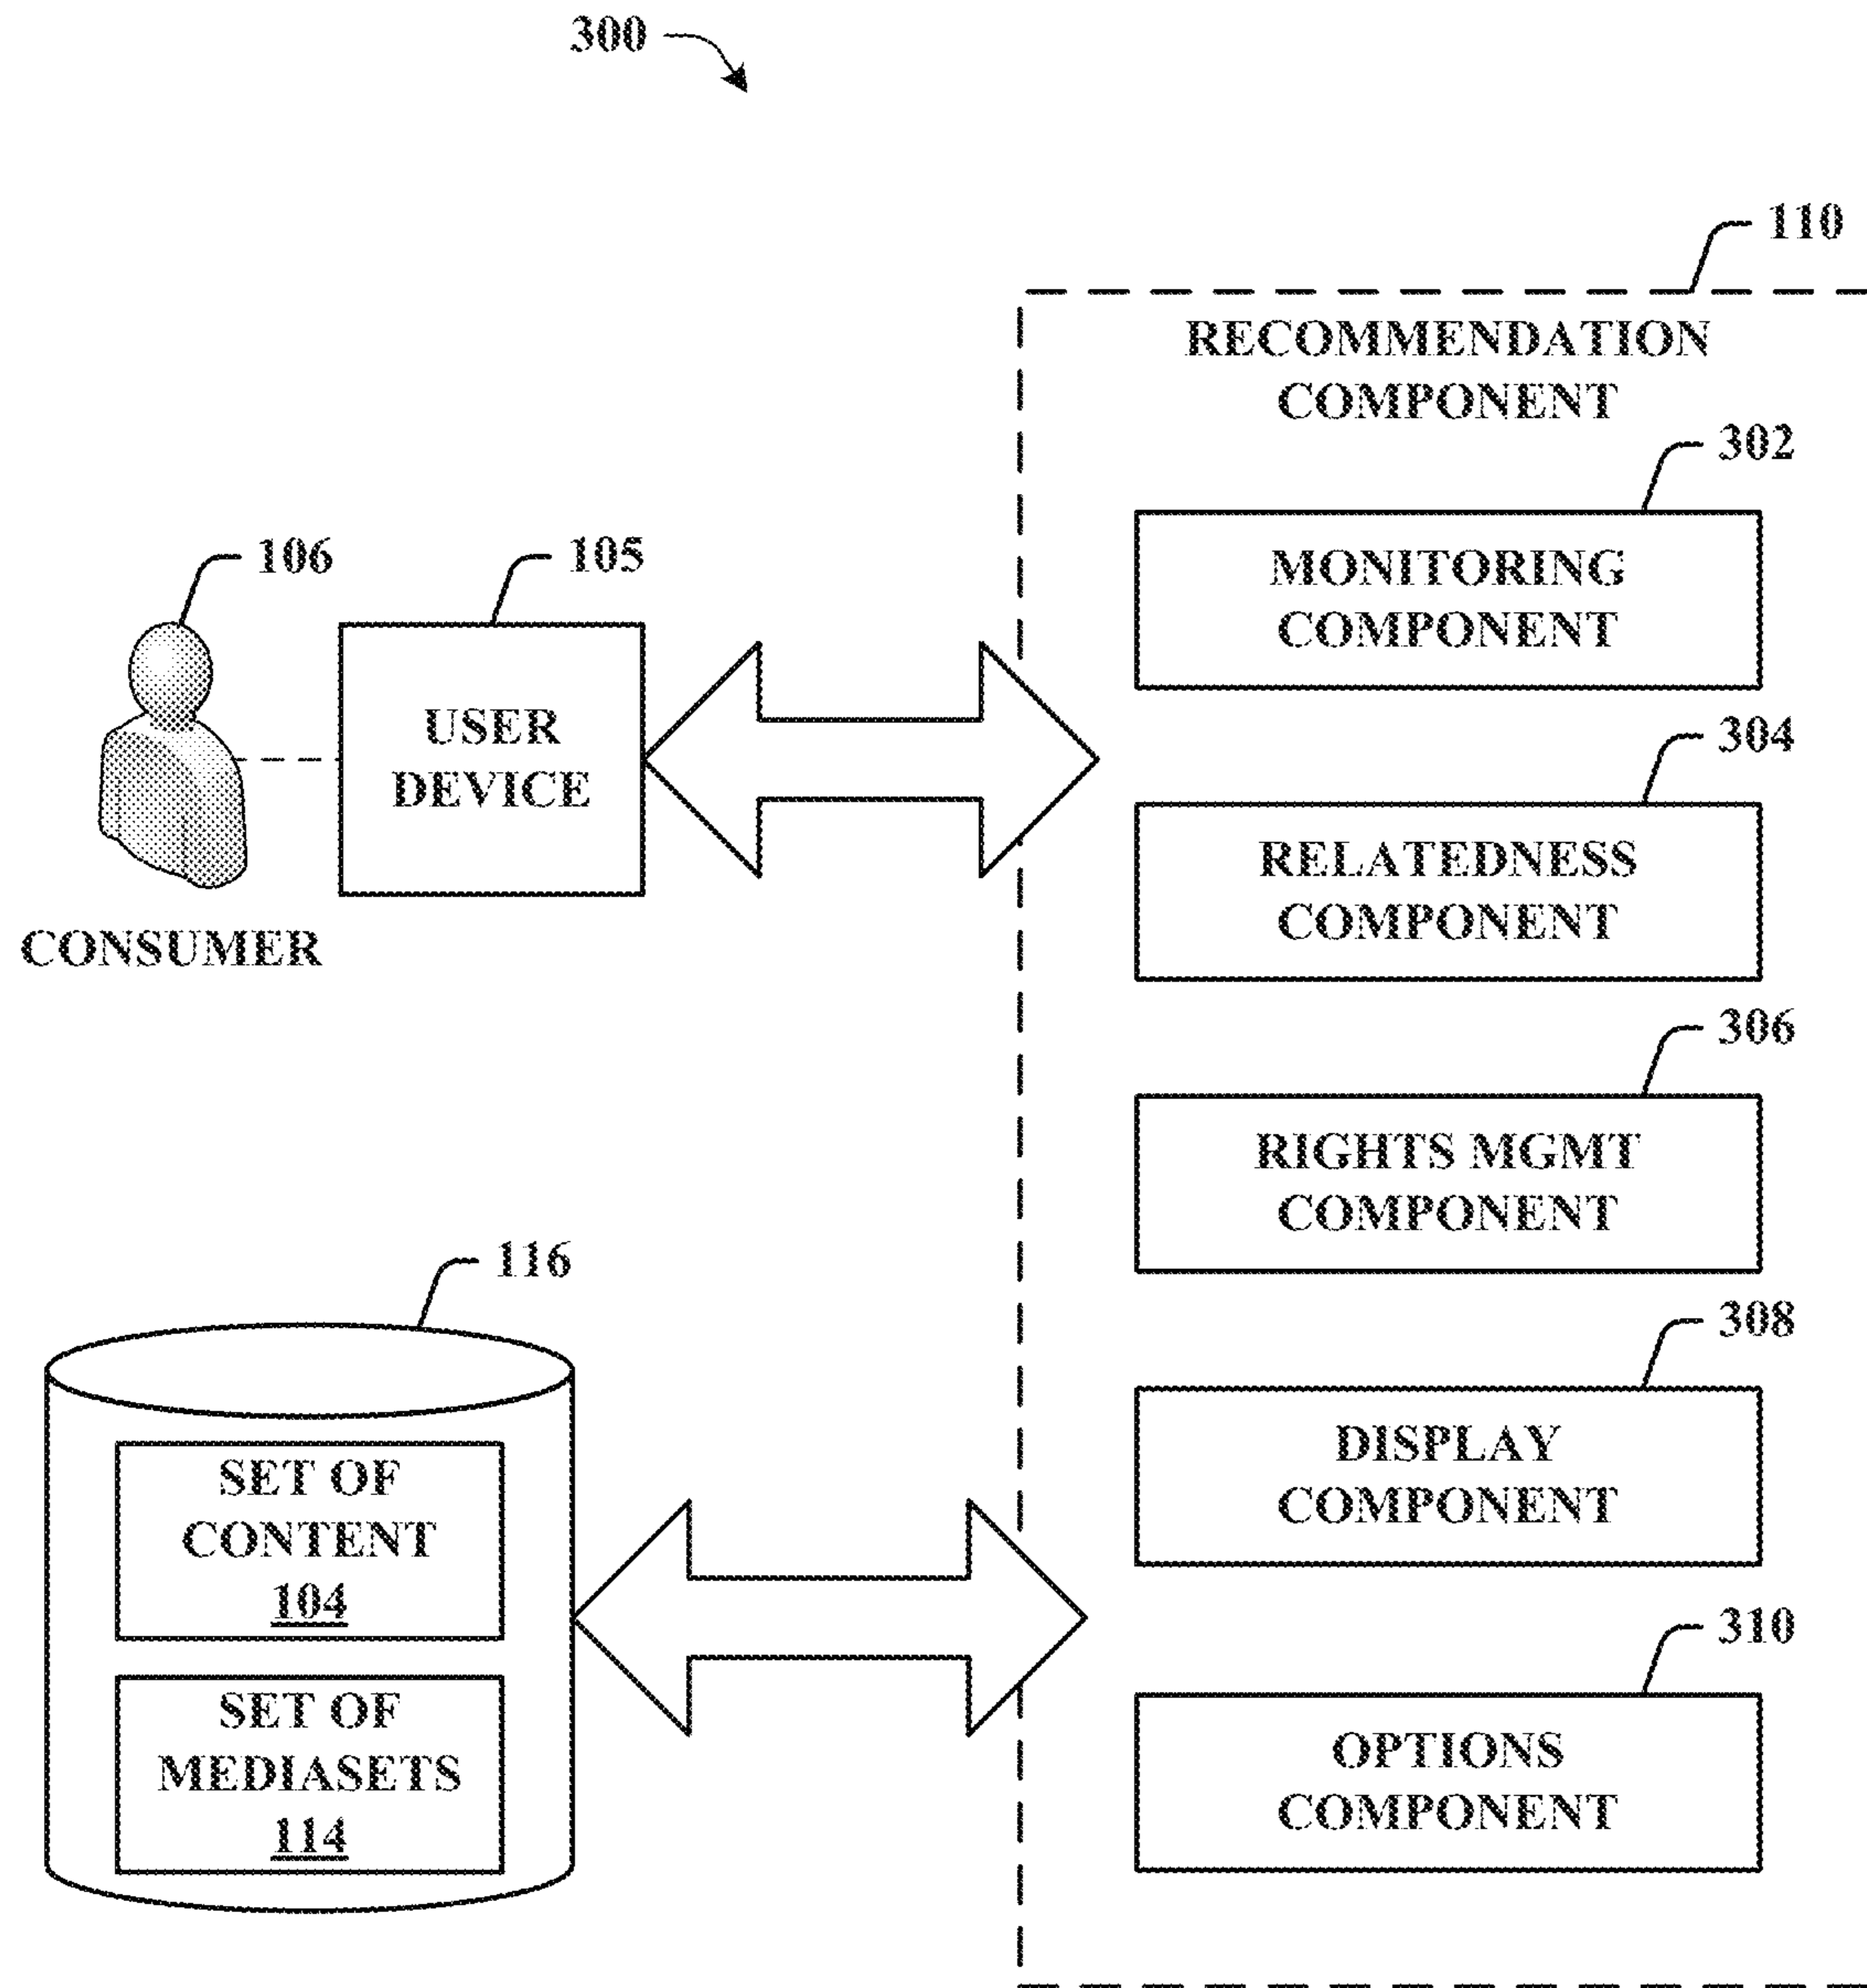 300
110
RECOMMENDATION
COMPONENT
302
MONITORING
COMPONENT
106
105
USER
DEVICE
CONSUMER
304
RELATEDNESS
COMPONENT
306
RIGHTS MGMT
COMPONENT
116
SET OF
CONTENT
104
SET OF
MEDIASETS
114
308
DISPLAY
COMPONENT
310
OPTIONS
COMPONENT